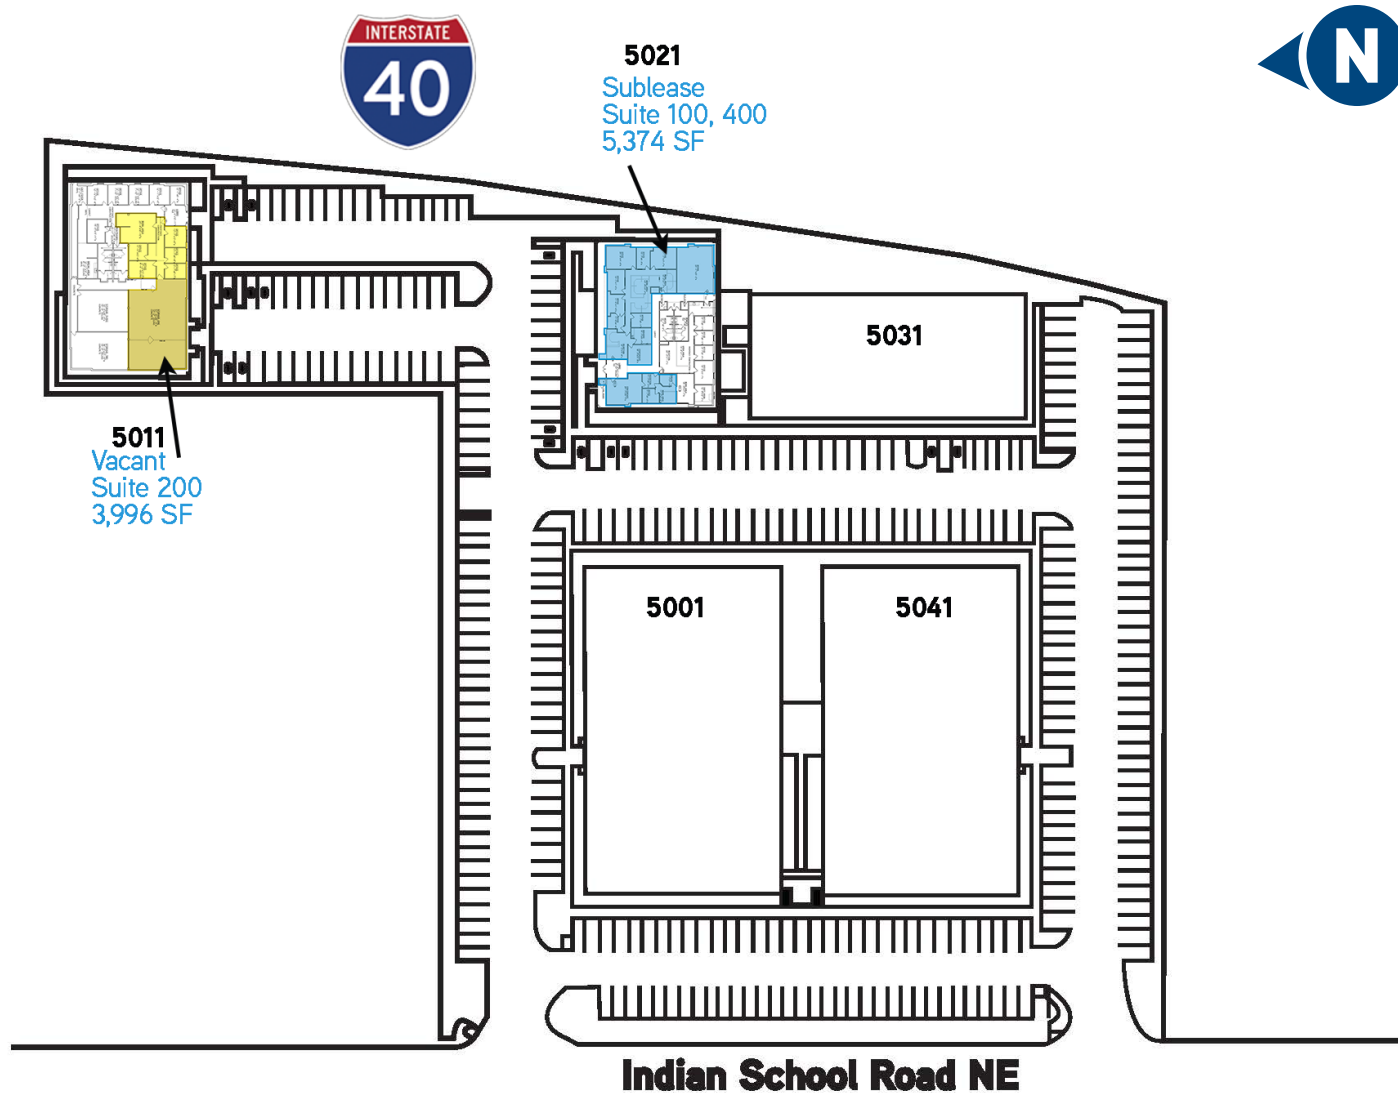 INTERSTATE
40
N
5021
Sublease
Suite 100, 400
5,374 SF
5031
5011
Vacant
Suite 200
3,996 SF
5001
5041
Indian School Road NE